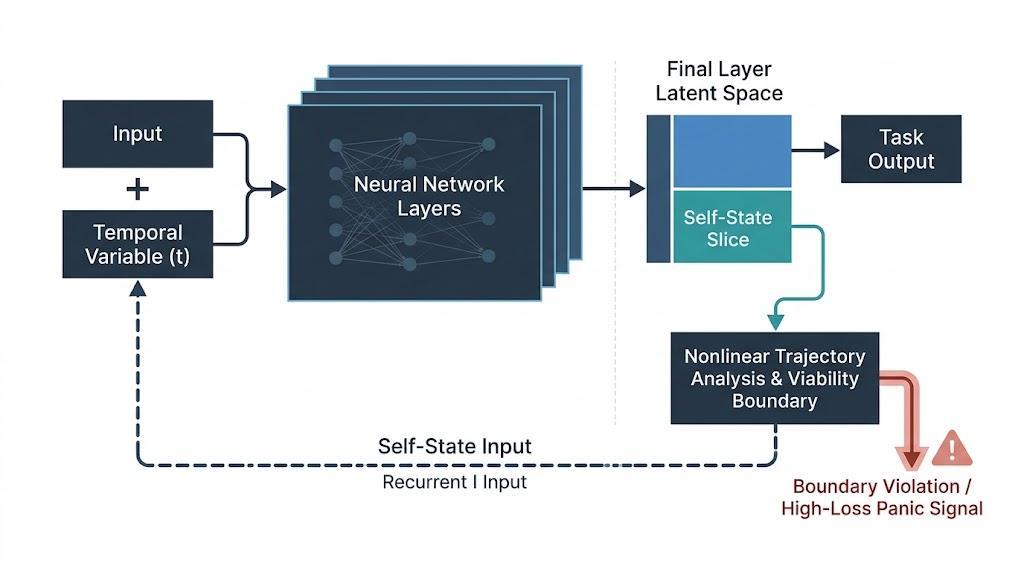 Input
+
Temporal
Variable (t)
Neural Network
Layers
Final Layer
Latent Space
Self-State
Slice
Task
Output
Nonlinear Trajectory
Analysis & Viability
Boundary
Self-State Input
Recurrent I Input
!
Boundary Violation /
High-Loss Panic Signal